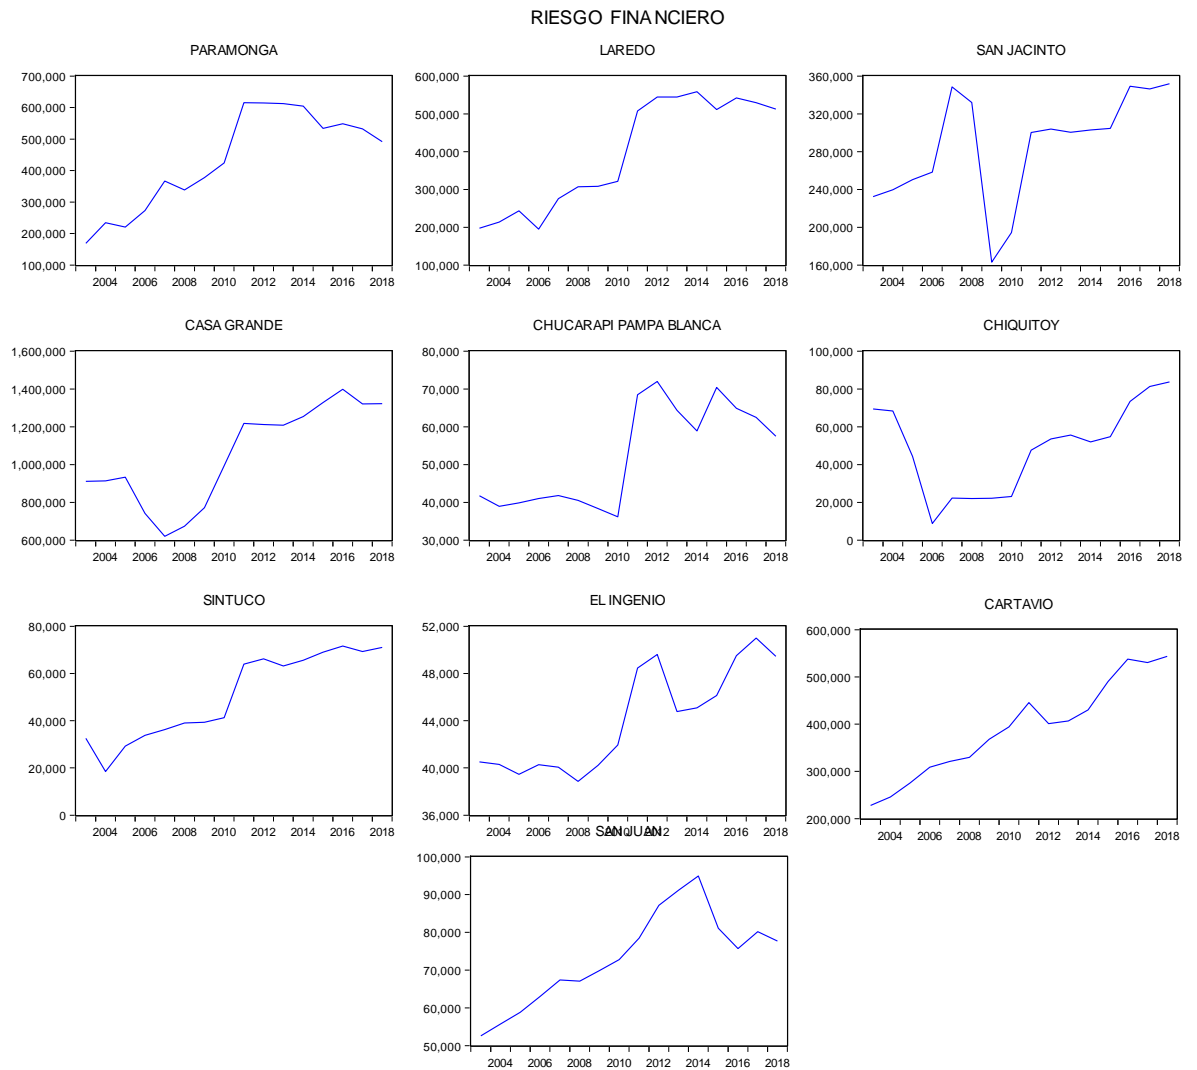 RIESGO FINANCIERO
PARAMONGA
700,000
600,000
500,000
400,000
300,000
200,000
100,000
2004 2006 2008 2010 2012 2014 2016 2018
LAREDO
600,000
500,000
400,000
300,000
200,000
100,000
2004 2006 2008 2010 2012 2014 2016 2018
SAN JACINTO
360,000
320,000
280,000
240,000
200,000
160,000
2004 2006 2008 2010 2012 2014 2016 2018
CASA GRANDE
1,600,000
1,400,000
1,200,000
1,000,000
800,000
600,000
2004 2006 2008 2010 2012 2014 2016 2018
CHUCARAPI PAMPA BLANCA
80,000
70,000
60,000
50,000
40,000
30,000
2004 2006 2008 2010 2012 2014 2016 2018
CHIQUITOY
100,000
80,000
60,000
40,000
20,000
0
2004 2006 2008 2010 2012 2014 2016 2018
SINTUCO
80,000
60,000
40,000
20,000
0
2004 2006 2008 2010 2012 2014 2016 2018
EL INGENIO
52,000
48,000
44,000
40,000
36,000
2004 2006 2008 2010 2012 2014 2016 2018
CARTAVIO
600,000
500,000
400,000
300,000
200,000
2004 2006 2008 2010 2012 2014 2016 2018
SAN JUAN
100,000
90,000
80,000
70,000
60,000
50,000
2004 2006 2008 2010 2012 2014 2016 2018